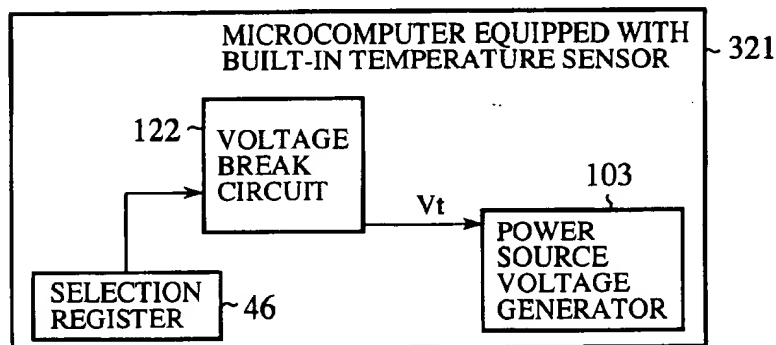 MICROCOMPUTER EQUIPPED WITH
BUILT-IN TEMPERATURE SENSOR
321
122
VOLTAGE
BREAK
CIRCUIT
Vt
103
POWER
SOURCE
VOLTAGE
GENERATOR
SELECTION
REGISTER
46